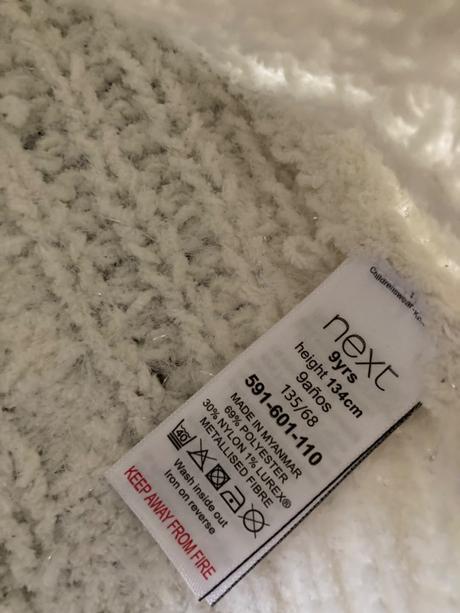 next
9yrs
height 134cm
9años
135/68
591-601-110
MADE IN MYANMAR
69% POLYESTER
30% NYLON 1% LUREX®
METALLISED FIBRE
40
Wash inside out
Iron on reverse
KEEP AWAY FROM FIRE